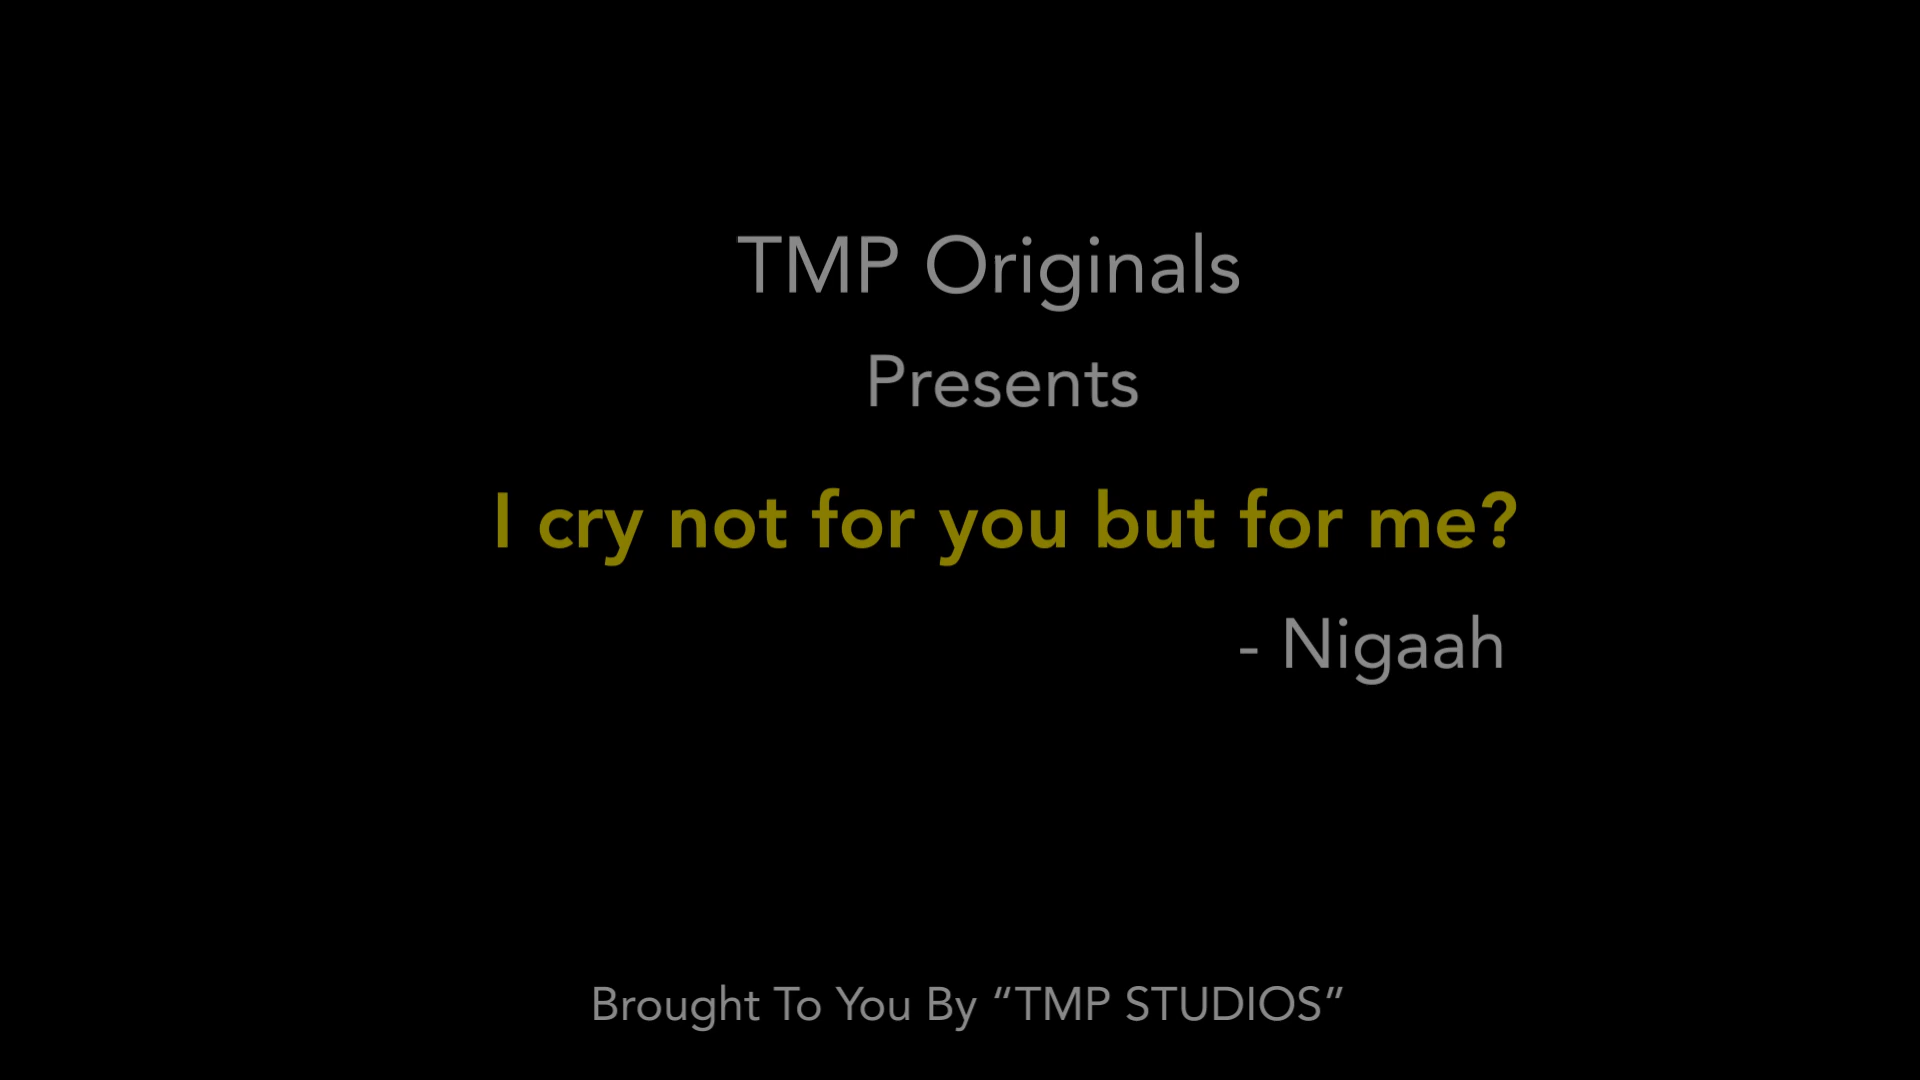 TMP Originals
Presents
I cry not for you but for me?
- Nigaah
Brought To You By “TMP STUDIOS”